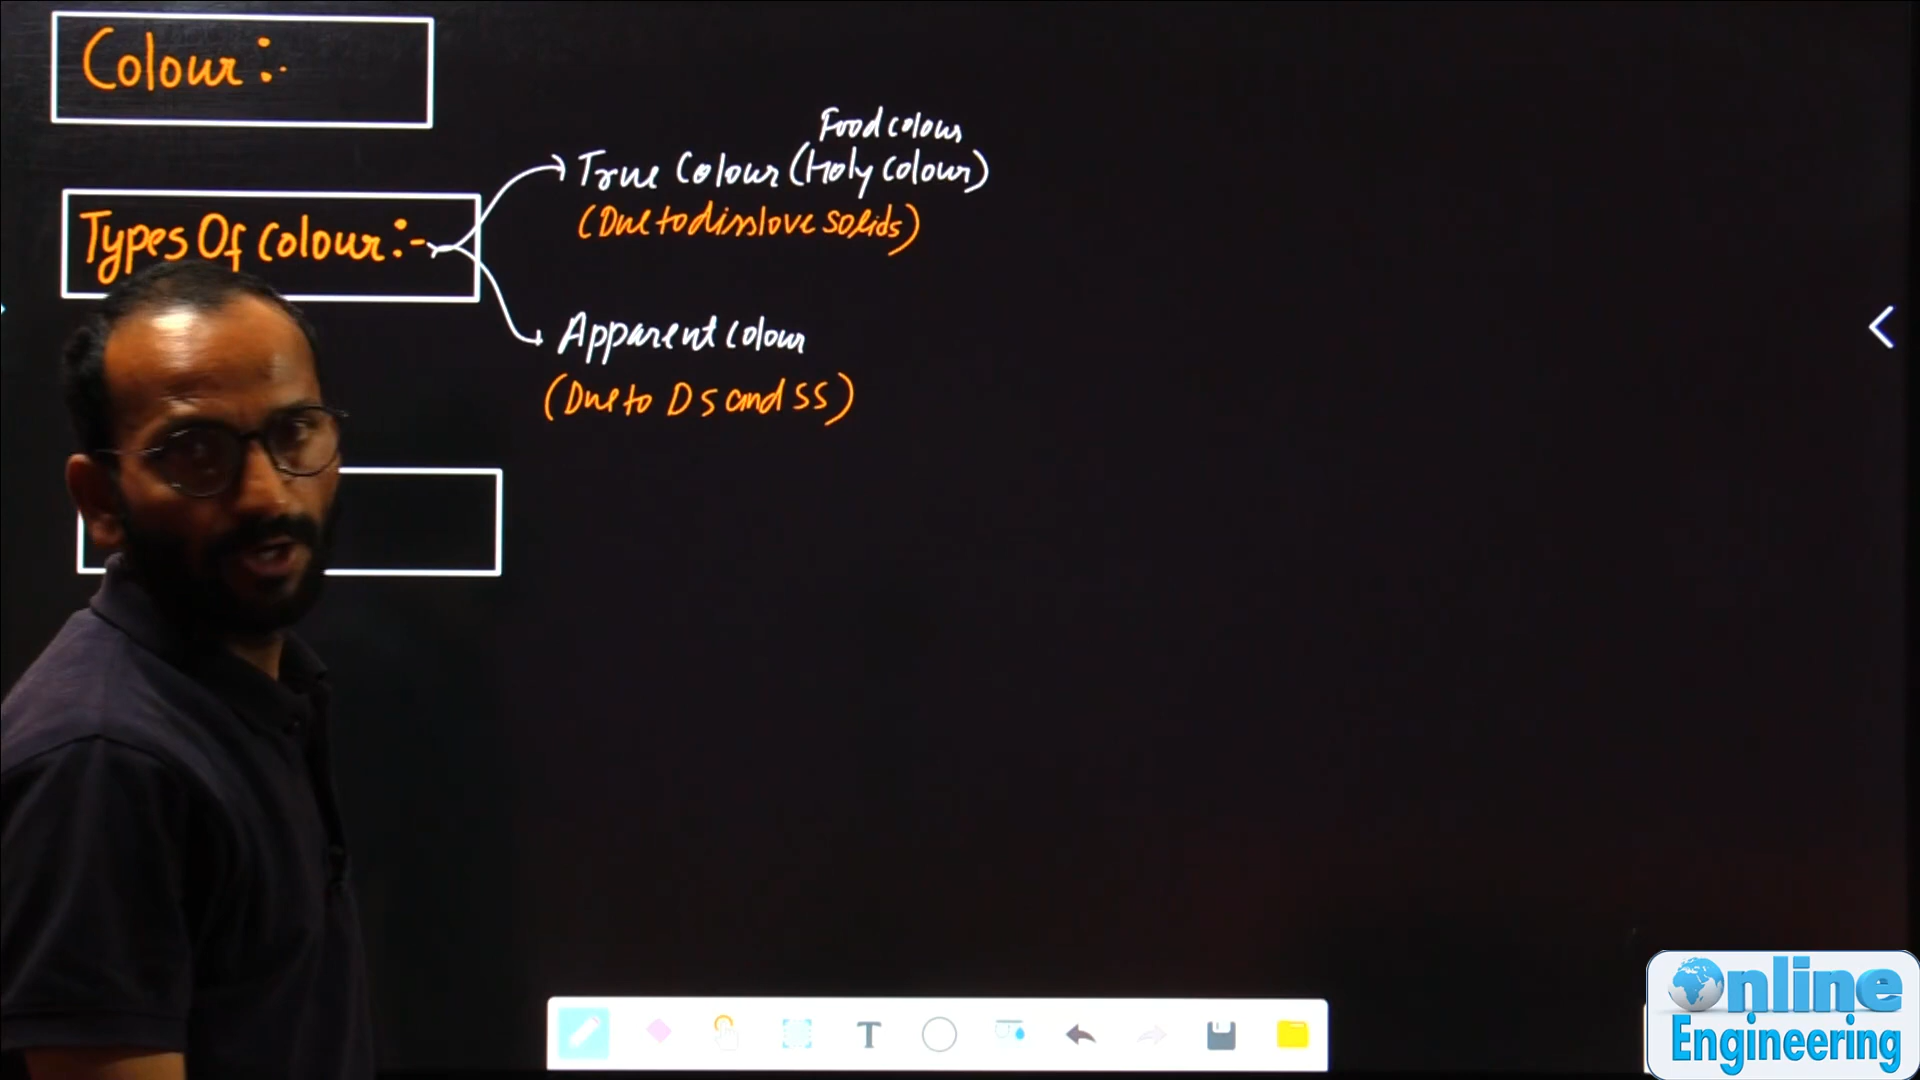 Colour :-
Food colour
True Colour (Holy colour)
(Due to disslove solids)
Types Of colour :-
Apparent colour
(Due to DS and SS)
T
Online
Engineering